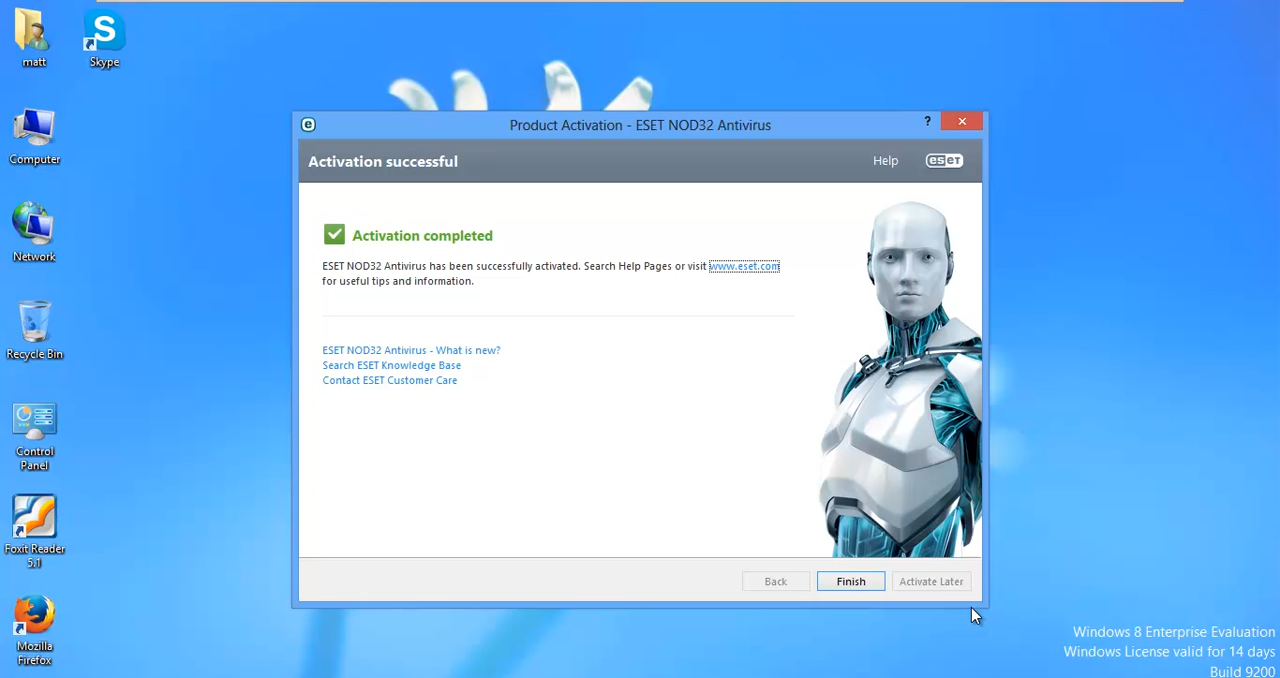 matt
Skype
Computer
Network
Recycle Bin
Control
Panel
Foxit Reader
5.1
Mozilla
Firefox
Product Activation - ESET NOD32 Antivirus
?
Activation successful
Help
eseT
Activation completed
ESET NOD32 Antivirus has been successfully activated. Search Help Pages or visit www.eset.com
for useful tips and information.
ESET NOD32 Antivirus - What is new?
Search ESET Knowledge Base
Contact ESET Customer Care
Back
Finish
Activate Later
Windows 8 Enterprise Evaluation
Windows License valid for 14 days
Build 9200